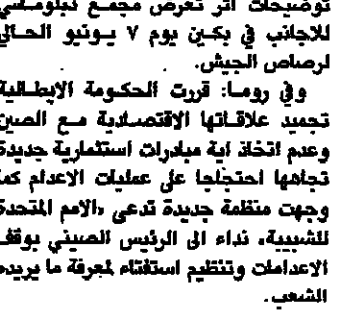 توضيحات اثر تعرض مجمع دبلوماسي
للاجانب في بكين يوم ٧ يونيو الحالي
لرصاص الجيش.
وفي روما: قررت الحكومة الايطالية
تجميد علاقاتها الاقتصادية مع الصين
وعدم اتخاذ اية مبادرات استثمارية جديدة
تجاهها احتجاجا على عمليات الاعدام كما
وجهت منظمة جديدة تدعى «الامم المتحدة
للشبيبة» نداء الى الرئيس الصيني بوقف
الاعدامات وتنظيم استفتاء لمعرفة ما يريده
الشعب.